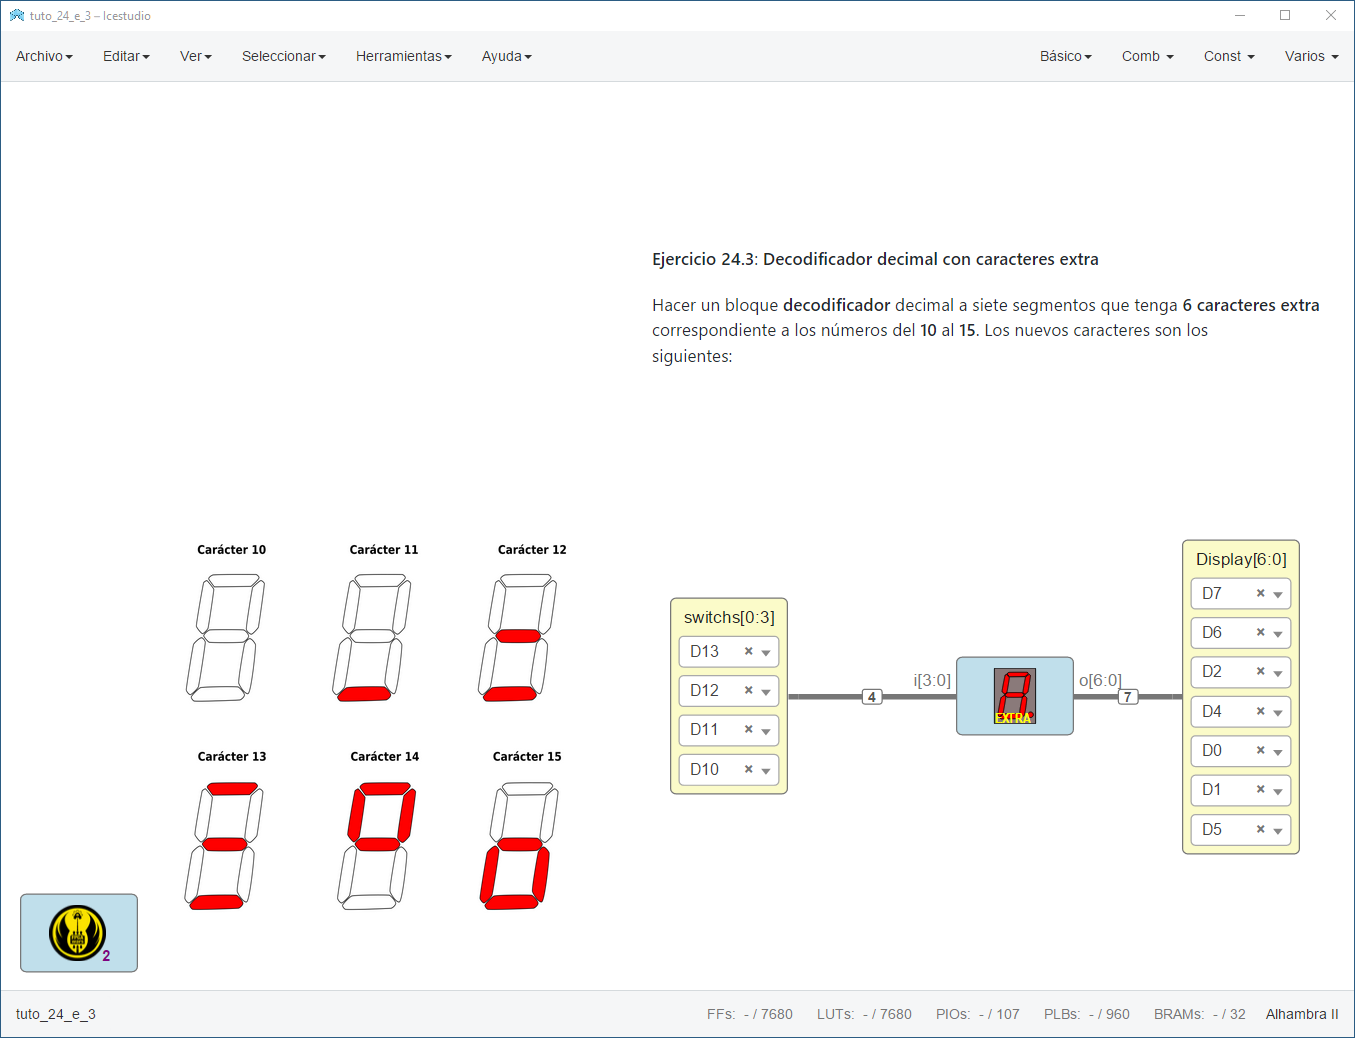 tuto_24_e_3 – Icestudio
Archivo Editar Ver Seleccionar Herramientas Ayuda Básico Comb Const Varios
Ejercicio 24.3: Decodificador decimal con caracteres extra
Hacer un bloque decodificador decimal a siete segmentos que tenga 6 caracteres extra
correspondiente a los números del 10 al 15. Los nuevos caracteres son los
siguientes:
Carácter 10 Carácter 11 Carácter 12
Carácter 13 Carácter 14 Carácter 15
switchs[0:3]
D13
D12
D11
D10
4
i[3:0]
EXTRA
o[6:0]
7
Display[6:0]
D7
D6
D2
D4
D0
D1
D5
2
tuto_24_e_3 FFs: - / 7680 LUTs: - / 7680 PIOs: - / 107 PLBs: - / 960 BRAMs: - / 32 Alhambra II